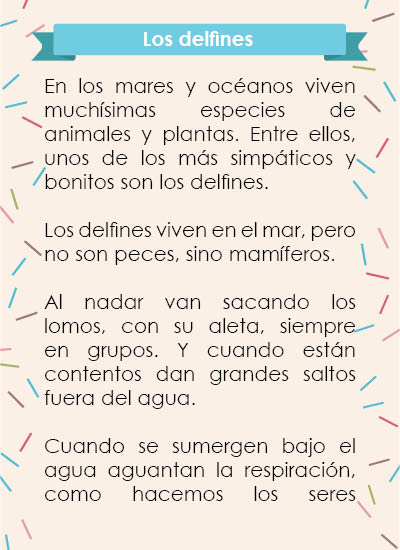 Los delfines
En los mares y océanos viven
muchísimas especies de
animales y plantas. Entre ellos,
unos de los más simpáticos y
bonitos son los delfines.
Los delfines viven en el mar, pero
no son peces, sino mamíferos.
Al nadar van sacando los
lomos, con su aleta, siempre
en grupos. Y cuando están
contentos dan grandes saltos
fuera del agua.
Cuando se sumergen bajo el
agua aguantan la respiración,
como hacemos los seres